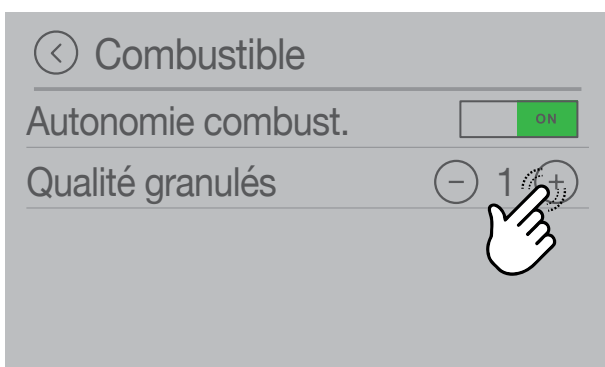 Combustible
Autonomie combust. ON
Qualité granulés − 1 +